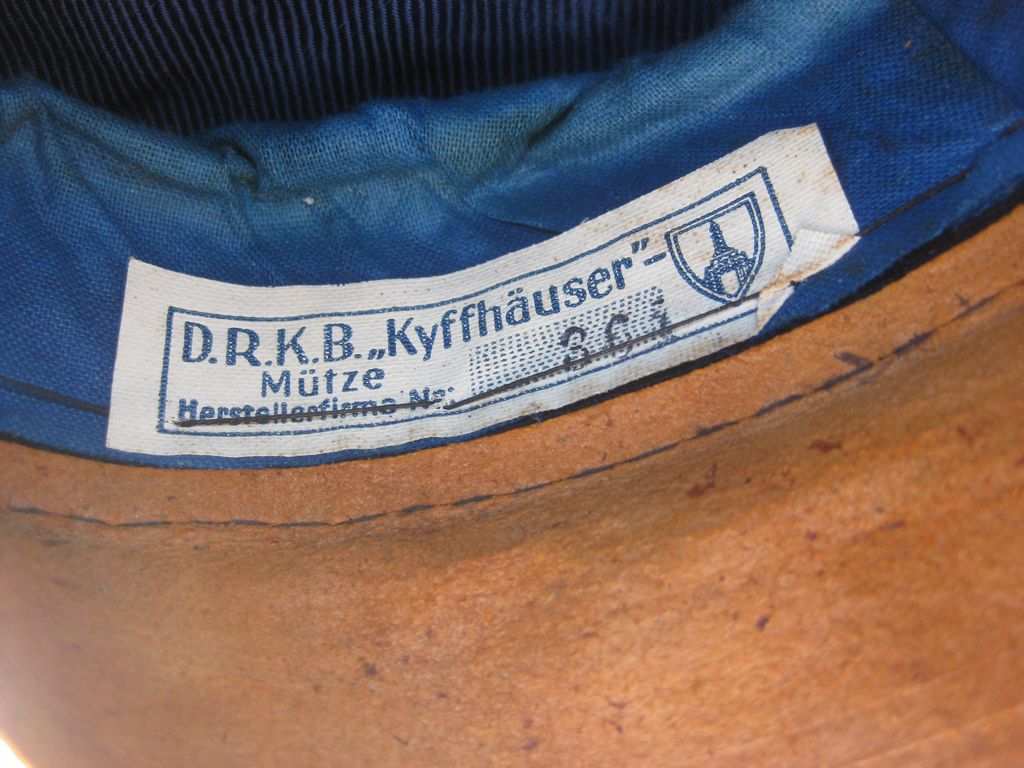 D.R.K.B. „Kyffhäuser"-
Mütze
Herstellerfirma Nr: